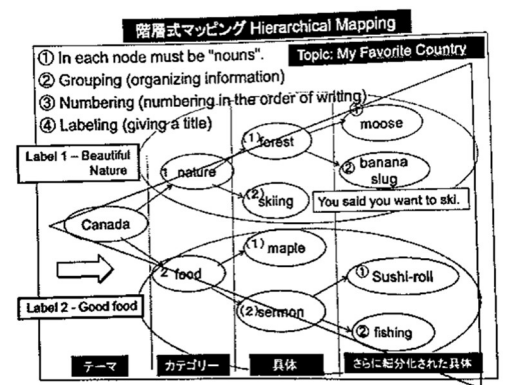 階層式マッピング Hierarchical Mapping
Topic: My Favorite Country
① In each node must be "nouns".
② Grouping (organizing information)
③ Numbering (numbering in the order of writing)
④ Labeling (giving a title)
Label 1 – Beautiful
Nature
1 nature
(1) forest
① moose
② banana
slug
(2) skiing
You said you want to ski.
Canada
2 food
(1) maple
(2) sermon
① Sushi-roll
② fishing
Label 2 - Good food
テーマ
カテゴリー
具体
さらに転分化された具体